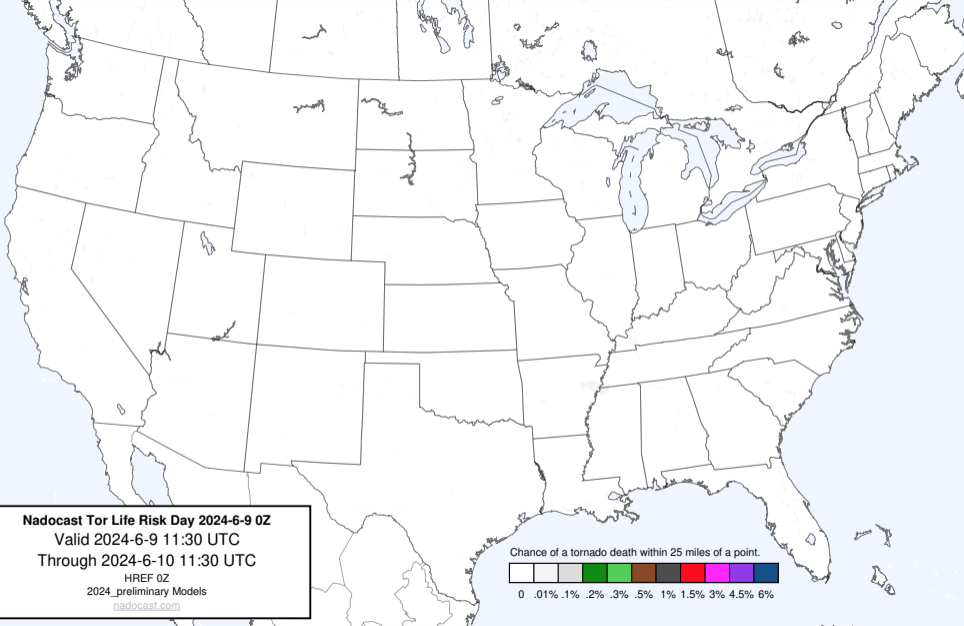 Nadocast Tor Life Risk Day 2024-6-9 0Z
Valid 2024-6-9 11:30 UTC
Through 2024-6-10 11:30 UTC
HREF 0Z
2024_preliminary Models
nadocast.com
Chance of a tornado death within 25 miles of a point.
0 .01% .1% .2% .3% .5% 1% 1.5% 3% 4.5% 6%